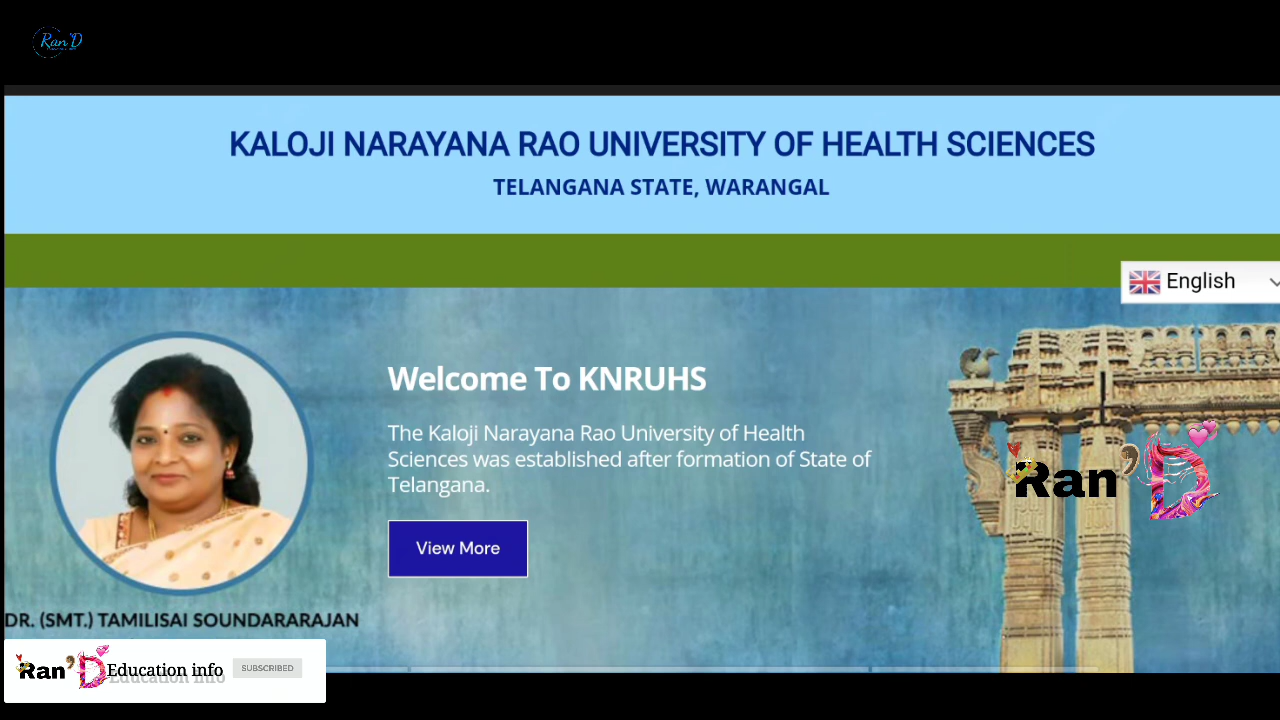 Ran'D
KALOJI NARAYANA RAO UNIVERSITY OF HEALTH SCIENCES
TELANGANA STATE, WARANGAL
English
Welcome To KNRUHS
The Kaloji Narayana Rao University of Health
Sciences was established after formation of State of
Telangana.
View More
Ran'D
DR. (SMT.) TAMILISAI SOUNDARARAJAN
Ran'D Education info SUBSCRIBED